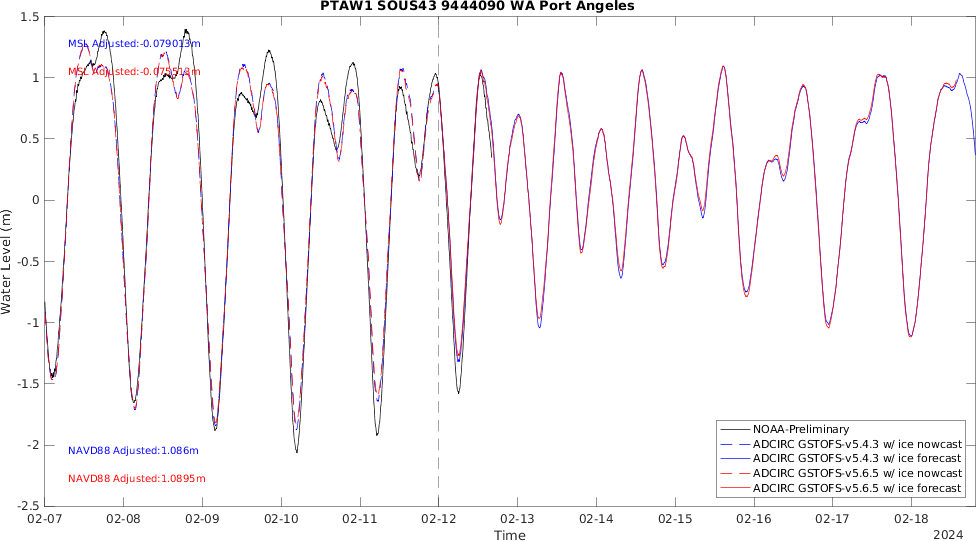 PTAW1 SOUS43 9444090 WA Port Angeles
1.5
1
0.5
0
-0.5
-1
-1.5
-2
-2.5
Water Level (m)
MSL Adjusted:-0.079013m
MSL Adjusted:-0.075513m
NAVD88 Adjusted:1.086m
NAVD88 Adjusted:1.0895m
NOAA-Preliminary
ADCIRC GSTOFS-v5.4.3 w/ ice nowcast
ADCIRC GSTOFS-v5.4.3 w/ ice forecast
ADCIRC GSTOFS-v5.6.5 w/ ice nowcast
ADCIRC GSTOFS-v5.6.5 w/ ice forecast
02-07 02-08 02-09 02-10 02-11 02-12 02-13 02-14 02-15 02-16 02-17 02-18
Time
2024